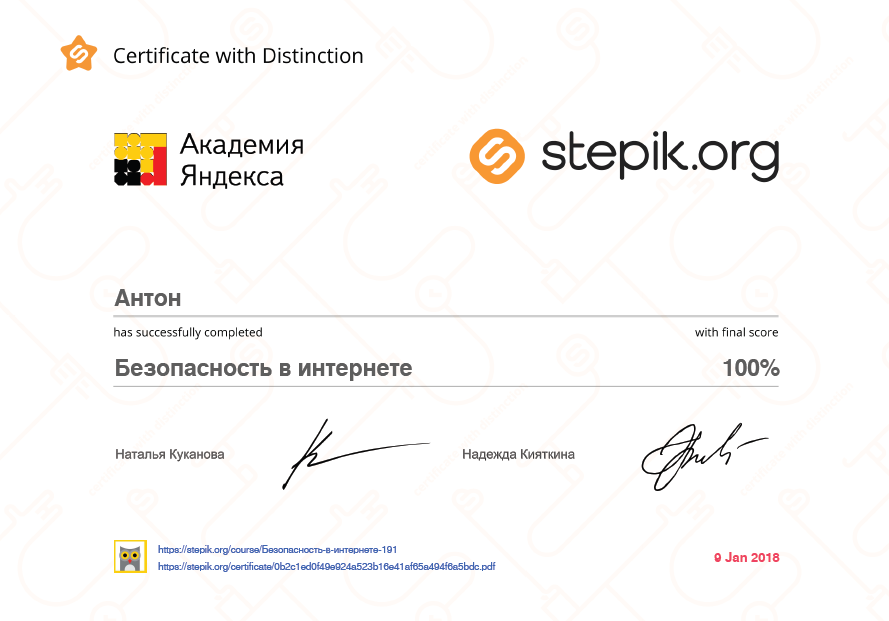 Certificate with Distinction
Академия
Яндекса
stepik.org
Антон
has successfully completed
with final score
Безопасность в интернете
100%
Наталья Куканова
Надежда Кияткина
https://stepik.org/course/Безопасность-в-интернете-191
https://stepik.org/certificate/0b2c1ed0f49e924a523b16e41af65a494f6a5bdc.pdf
9 Jan 2018